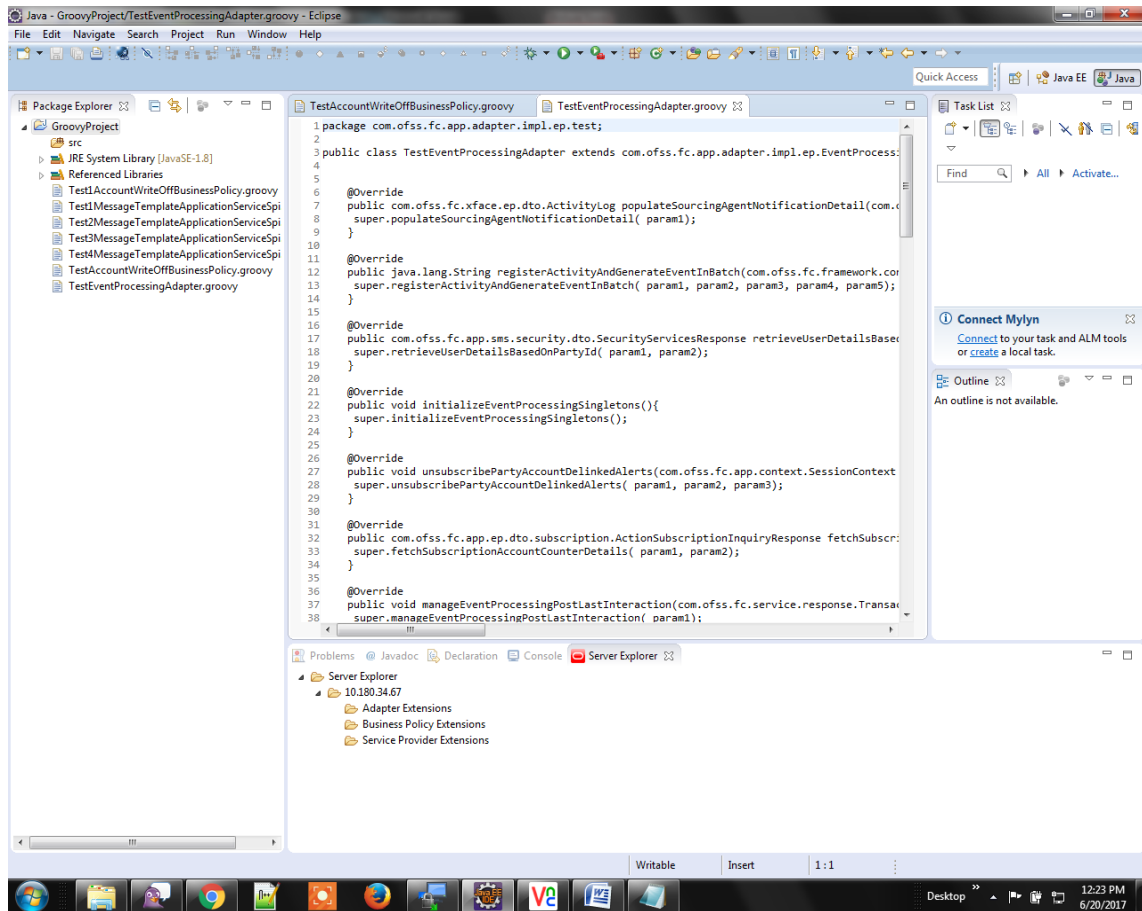 Java - GroovyProject/TestEventProcessingAdapter.groovy - Eclipse
File Edit Navigate Search Project Run Window Help
Quick Access Java EE Java
Package Explorer
GroovyProject
src
JRE System Library [JavaSE-1.8]
Referenced Libraries
Test1AccountWriteOffBusinessPolicy.groovy
Test1MessageTemplateApplicationServiceSpi
Test2MessageTemplateApplicationServiceSpi
Test3MessageTemplateApplicationServiceSpi
Test4MessageTemplateApplicationServiceSpi
TestAccountWriteOffBusinessPolicy.groovy
TestEventProcessingAdapter.groovy
TestAccountWriteOffBusinessPolicy.groovy TestEventProcessingAdapter.groovy
1 package com.ofss.fc.app.adapter.impl.ep.test;
2
3 public class TestEventProcessingAdapter extends com.ofss.fc.app.adapter.impl.ep.EventProcess
4
5
6 @Override
7 public com.ofss.fc.xface.ep.dto.ActivityLog populateSourcingAgentNotificationDetail(com.
8 super.populateSourcingAgentNotificationDetail( param1);
9 }
10
11 @Override
12 public java.lang.String registerActivityAndGenerateEventInBatch(com.ofss.fc.framework.cor
13 super.registerActivityAndGenerateEventInBatch( param1, param2, param3, param4, param5);
14 }
15
16 @Override
17 public com.ofss.fc.app.sms.security.dto.SecurityServicesResponse retrieveUserDetailsBase
18 super.retrieveUserDetailsBasedOnPartyId( param1, param2);
19 }
20
21 @Override
22 public void initializeEventProcessingSingletons(){
23 super.initializeEventProcessingSingletons();
24 }
25
26 @Override
27 public void unsubscribePartyAccountDelinkedAlerts(com.ofss.fc.app.context.SessionContext
28 super.unsubscribePartyAccountDelinkedAlerts( param1, param2, param3);
29 }
30
31 @Override
32 public com.ofss.fc.app.ep.dto.subscription.ActionSubscriptionInquiryResponse fetchSubscr
33 super.fetchSubscriptionAccountCounterDetails( param1, param2);
34 }
35
36 @Override
37 public void manageEventProcessingPostLastInteraction(com.ofss.fc.service.response.Transa
38 super.manageEventProcessingPostLastInteraction( param1);
Task List
Find All Activate...
Connect Mylyn
Connect to your task and ALM tools
or create a local task.
Outline
An outline is not available.
Problems @ Javadoc Declaration Console Server Explorer
Server Explorer
10.180.34.67
Adapter Extensions
Business Policy Extensions
Service Provider Extensions
Writable Insert 1 : 1
Desktop 12:23 PM
6/20/2017